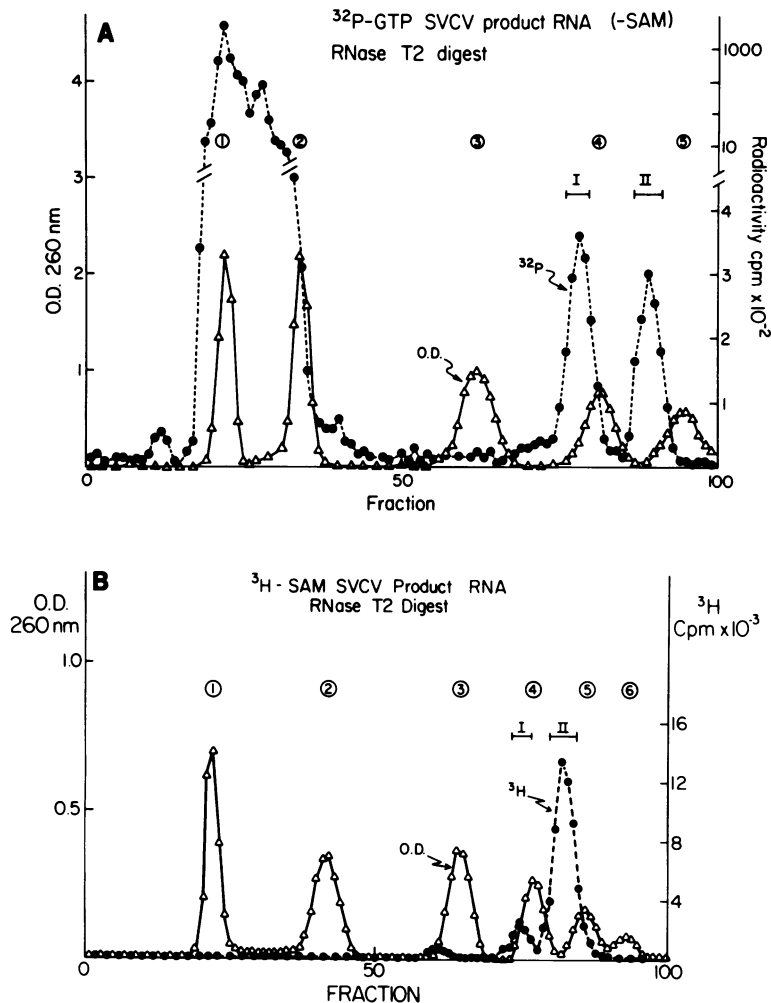 A
³²P-GTP SVCV product RNA (-SAM)
RNase T2 digest
4
3
2
1
O.D. 260 nm
① ② ③ ④ ⑤
I II
³²P
O.D.
1000
10
4
3
2
1
Radioactivity cpm x10⁻²
0 50 100
Fraction
B
³H - SAM SVCV Product RNA
RNase T2 Digest
O.D.
260 nm
1.0
0.5
① ② ③ ④ ⑤ ⑥
I II
³H
O.D.
³H
Cpm x10⁻³
16
12
8
4
0 50 100
FRACTION